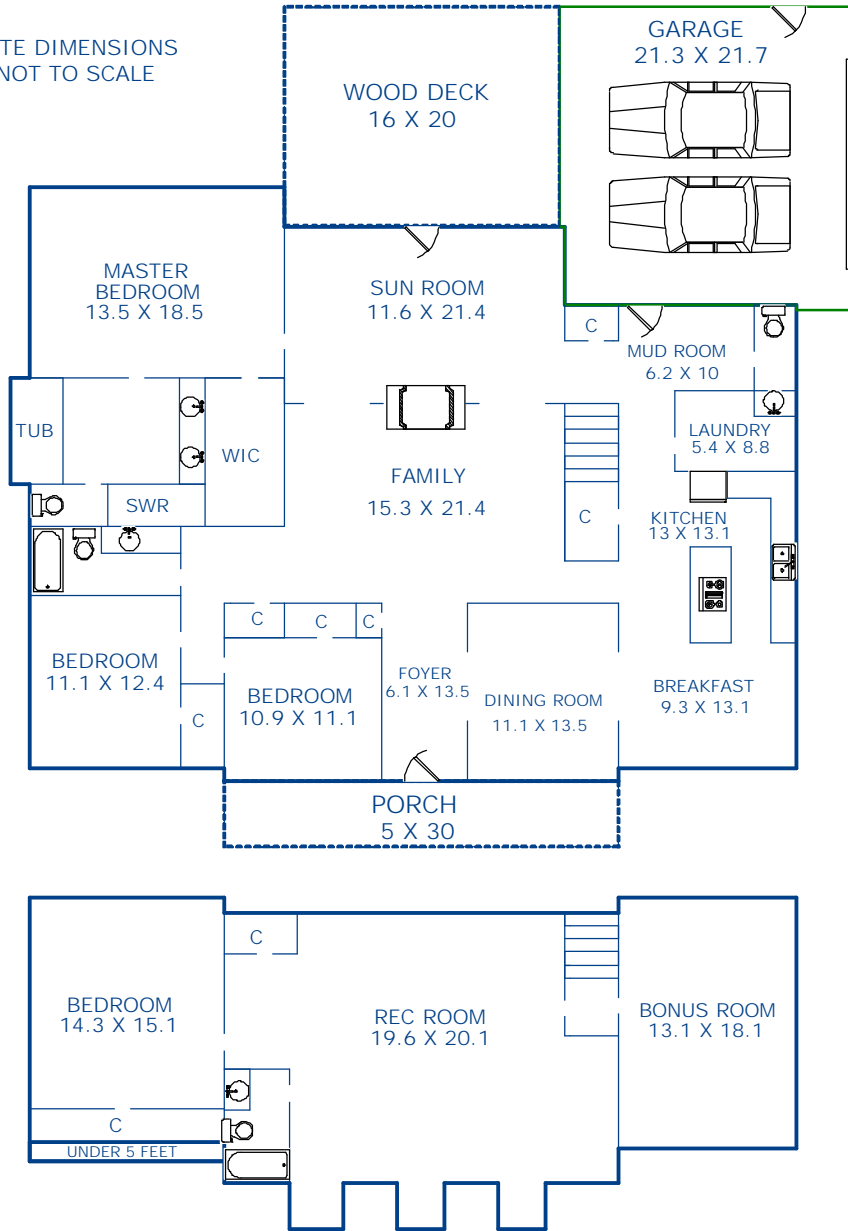 TE DIMENSIONS
NOT TO SCALE
WOOD DECK
16 X 20
GARAGE
21.3 X 21.7
MASTER
BEDROOM
13.5 X 18.5
SUN ROOM
11.6 X 21.4
C
MUD ROOM
6.2 X 10
TUB
WIC
SWR
FAMILY
15.3 X 21.4
C
LAUNDRY
5.4 X 8.8
KITCHEN
13 X 13.1
BEDROOM
11.1 X 12.4
C
C
C
C
BEDROOM
10.9 X 11.1
FOYER
6.1 X 13.5
DINING ROOM
11.1 X 13.5
BREAKFAST
9.3 X 13.1
PORCH
5 X 30
BEDROOM
14.3 X 15.1
C
C
UNDER 5 FEET
REC ROOM
19.6 X 20.1
BONUS ROOM
13.1 X 18.1